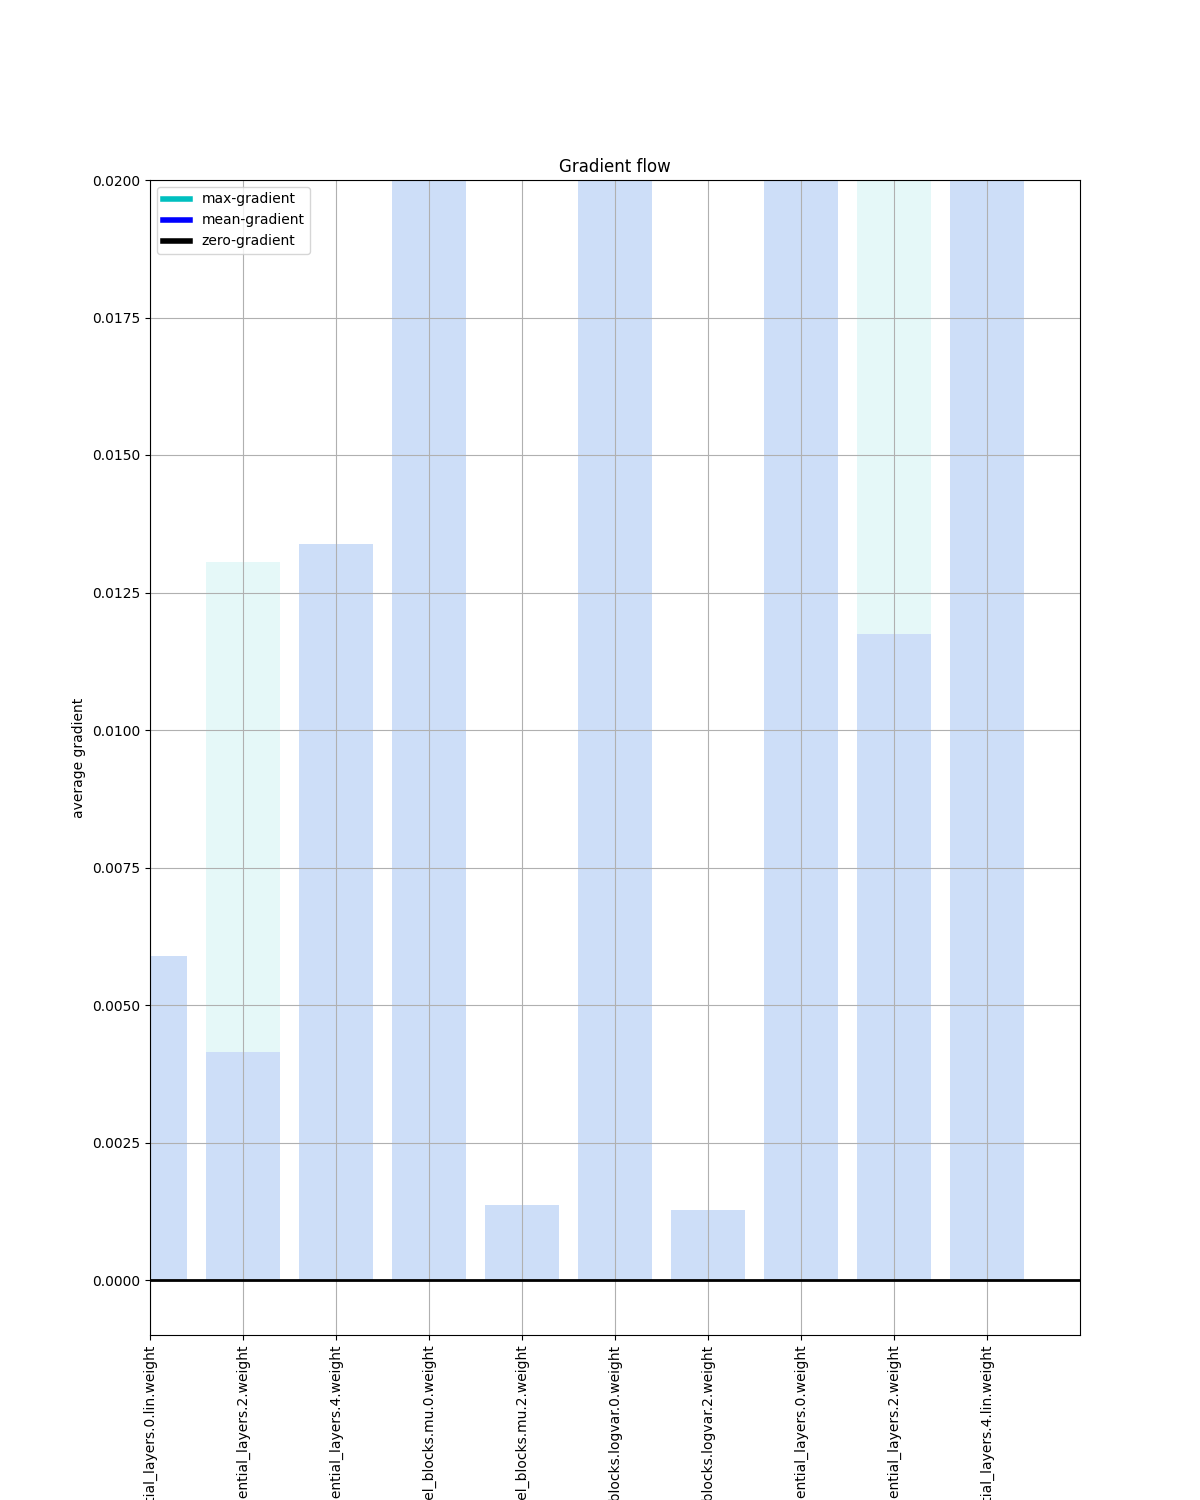 Gradient flow
max-gradient
mean-gradient
zero-gradient
0.0200
0.0175
0.0150
0.0125
0.0100
0.0075
0.0050
0.0025
0.0000
average gradient
tial_layers.0.lin.weight
ential_layers.2.weight
ential_layers.4.weight
el_blocks.mu.0.weight
el_blocks.mu.2.weight
blocks.logvar.0.weight
blocks.logvar.2.weight
ential_layers.0.weight
ential_layers.2.weight
tial_layers.4.lin.weight